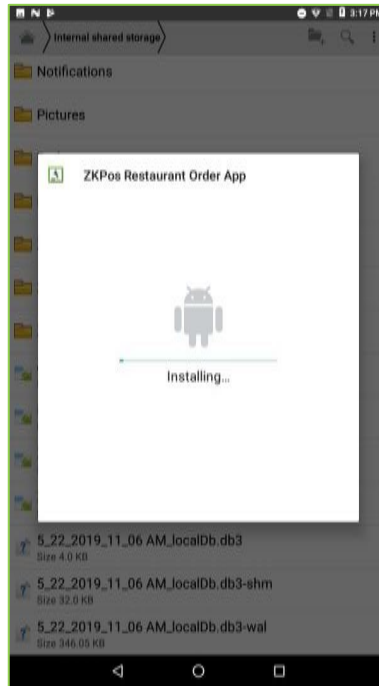 3:17 PM
Internal shared storage
Notifications
Pictures
ZKPos Restaurant Order App
Installing...
5_22_2019_11_06 AM_localDb.db3
Size 4.0 KB
5_22_2019_11_06 AM_localDb.db3-shm
Size 32.0 KB
5_22_2019_11_06 AM_localDb.db3-wal
Size 346.05 KB